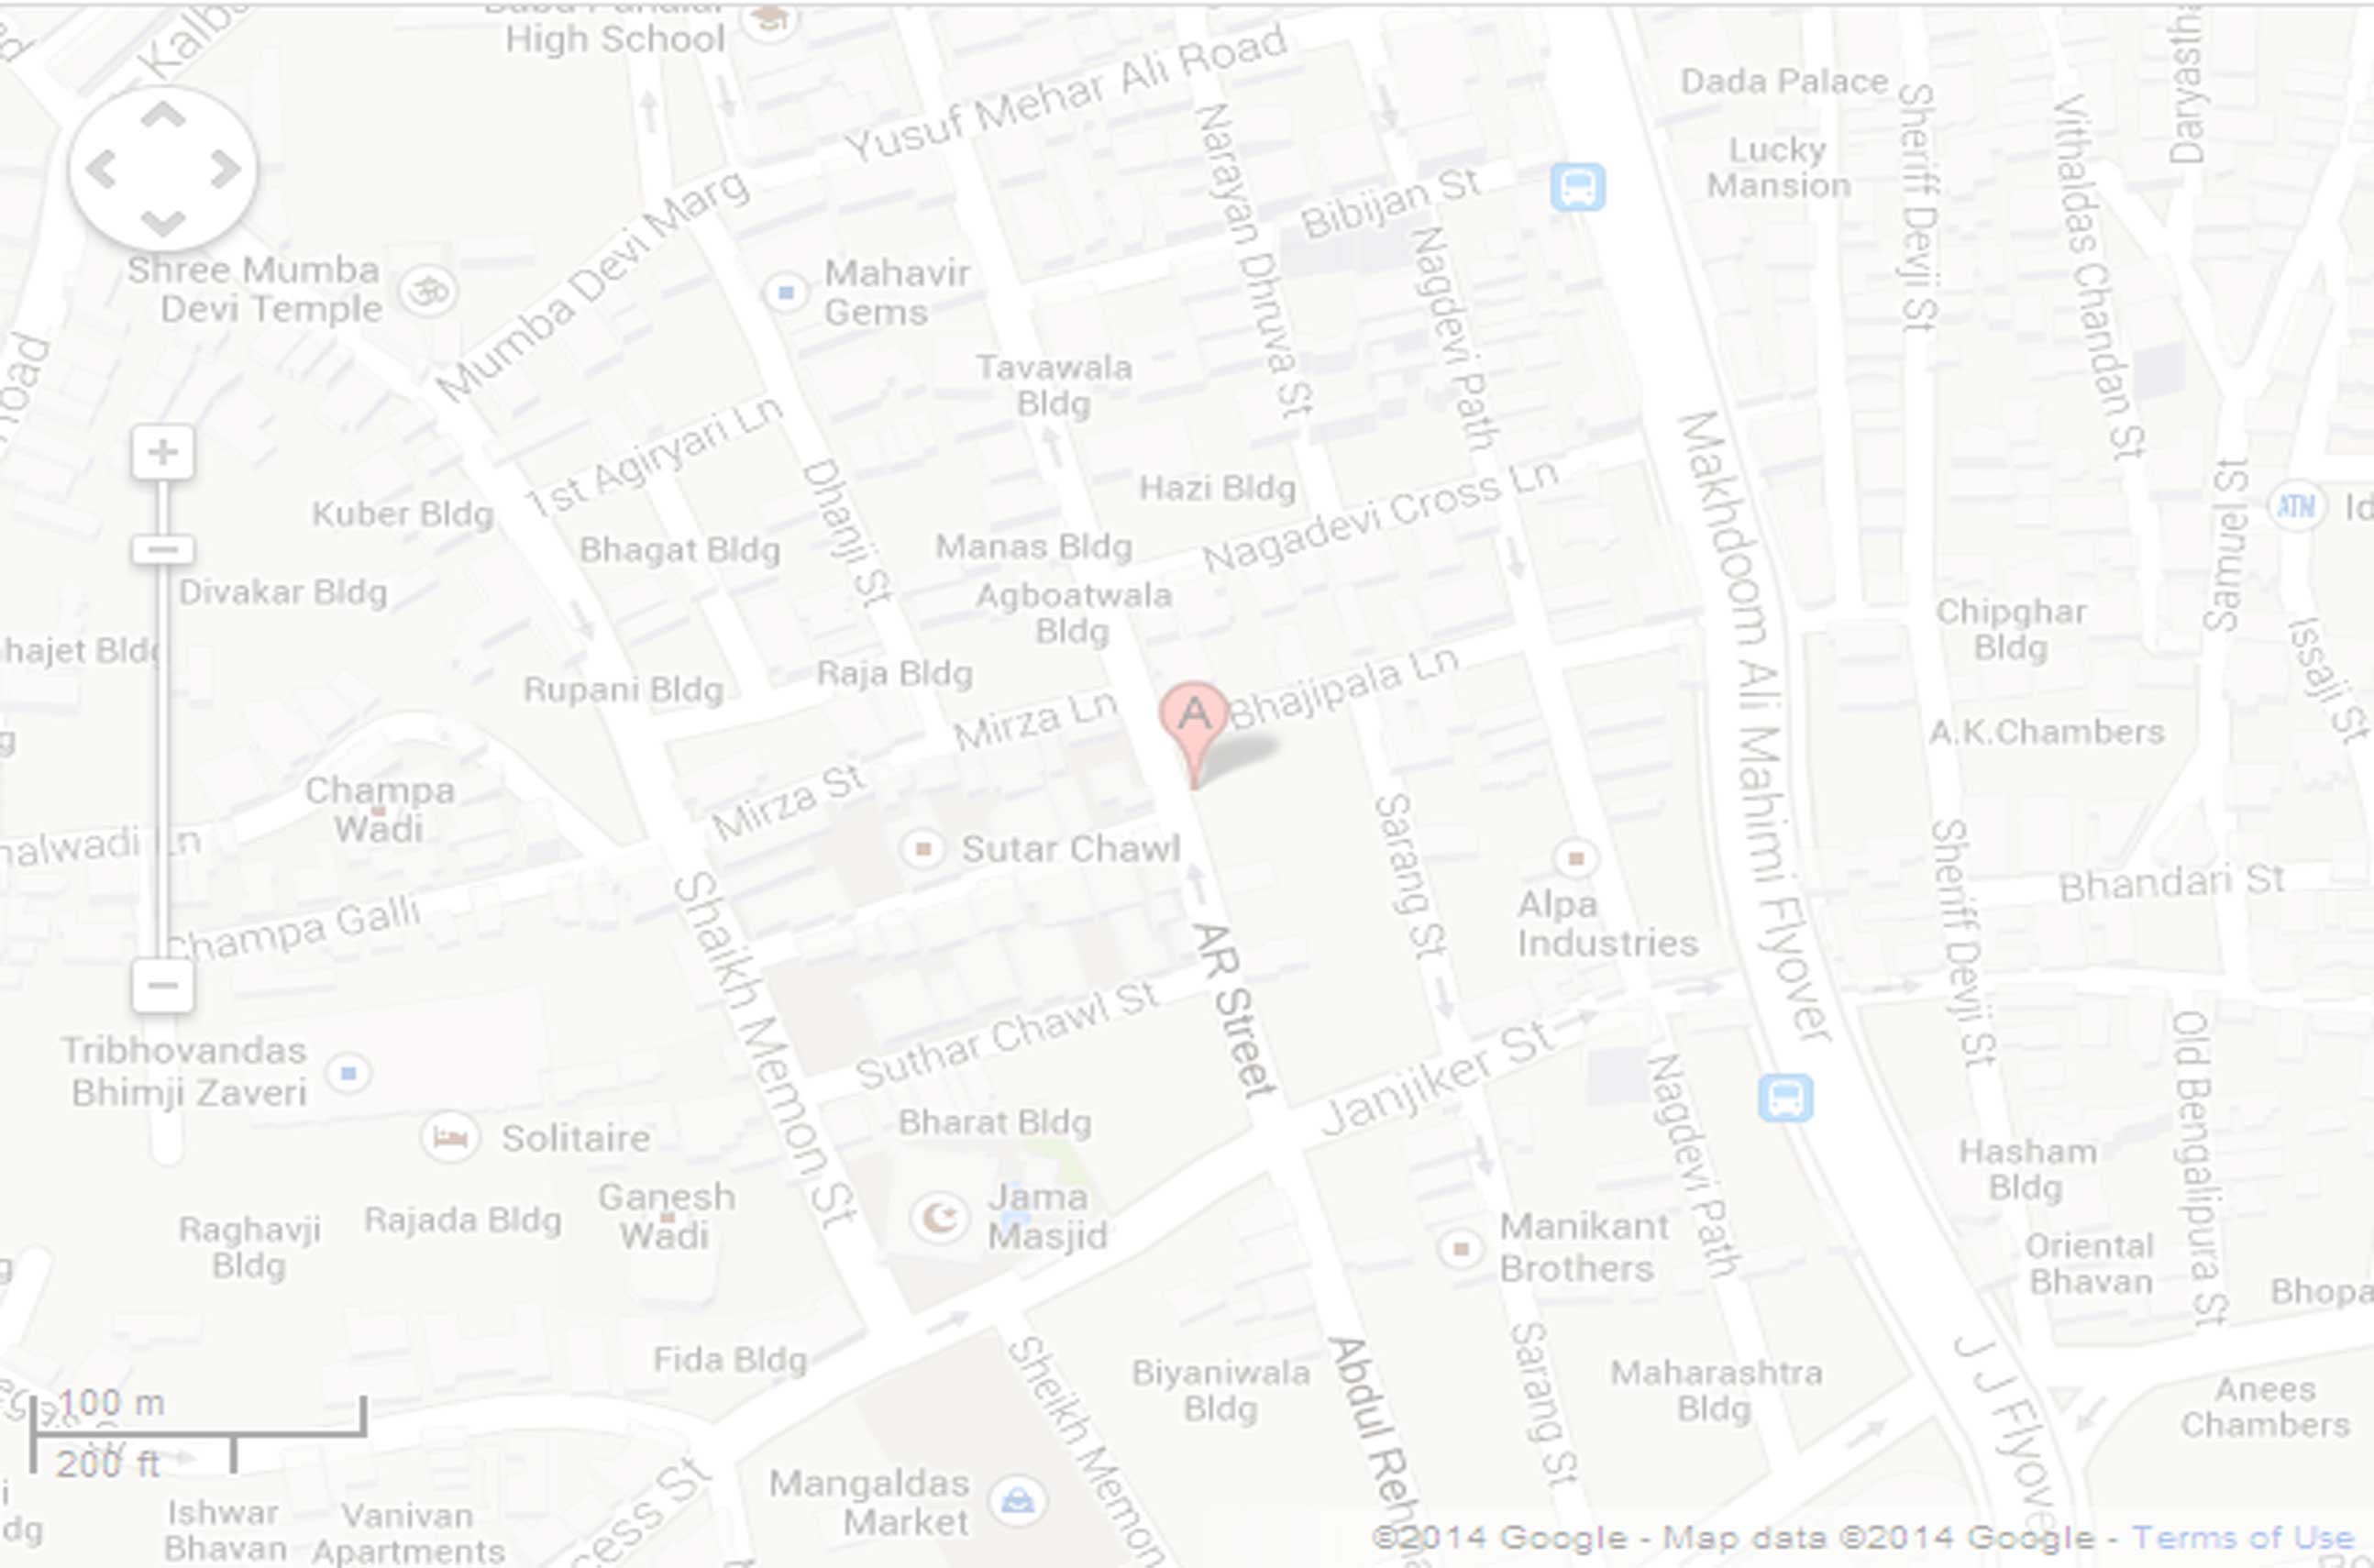 High School
Kalb
Yusuf Mehar Ali Road
Dada Palace
Lucky
Mansion
Sheriff Devji St
Vithaldas Chandan St
Narayan Dhruva St
Bibijan St
Nagdevi Path
Mumba Devi Marg
Shree Mumba
Devi Temple
Mahavir
Gems
Tavawala
Bldg
1st Agiryari Ln
Dhanji St
Hazi Bldg
Nagadevi Cross Ln
Makhdoom Ali Mahimi Flyover
Samuel St
ATM
Id
Kuber Bldg
Bhagat Bldg
Manas Bldg
Agboatwala
Bldg
Divakar Bldg
Chipghar
Bldg
Issaji St
hajet Bldg
Rupani Bldg
Raja Bldg
Mirza Ln
A
Bhajipala Ln
A.K.Chambers
Champa
Wadi
Mirza St
Sutar Chawl
Sarang St
Alpa
Industries
Sheriff Devji St
Bhandari St
nalwadi Ln
Champa Galli
Shaikh Memon St
AR Street
Suthar Chawl St
Janjiker St
Nagdevi Path
Old Bengalipura St
Tribhovandas
Bhimji Zaveri
Solitaire
Bharat Bldg
Raghavji
Bldg
Rajada Bldg
Ganesh
Wadi
Jama
Masjid
Manikant
Brothers
Hasham
Bldg
Oriental
Bhavan
Bhopa
Fida Bldg
Sheikh Memon
Biyaniwala
Bldg
Abdul Reh
Sarang St
Maharashtra
Bldg
J J Flyove
Anees
Chambers
100 m
200 ft
Ishwar
Bhavan
Vanivan
Apartments
cess St
Mangaldas
Market
©2014 Google - Map data ©2014 Google - Terms of Use